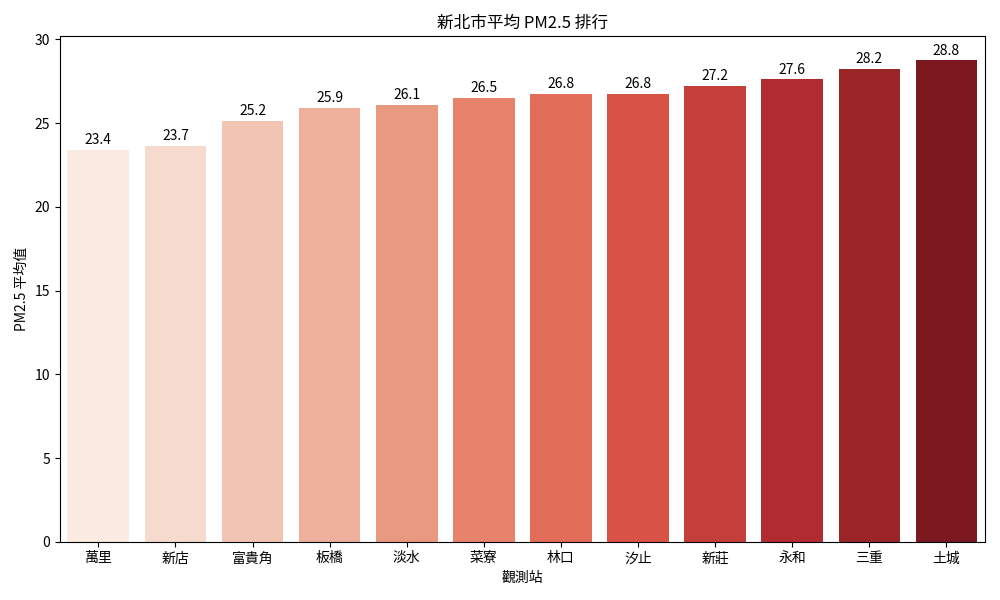 新北市平均 PM2.5 排行
PM2.5 平均值
30
25
20
15
10
5
0
23.4
23.7
25.2
25.9
26.1
26.5
26.8
26.8
27.2
27.6
28.2
28.8
萬里
新店
富貴角
板橋
淡水
菜寮
林口
汐止
新莊
永和
三重
土城
觀測站